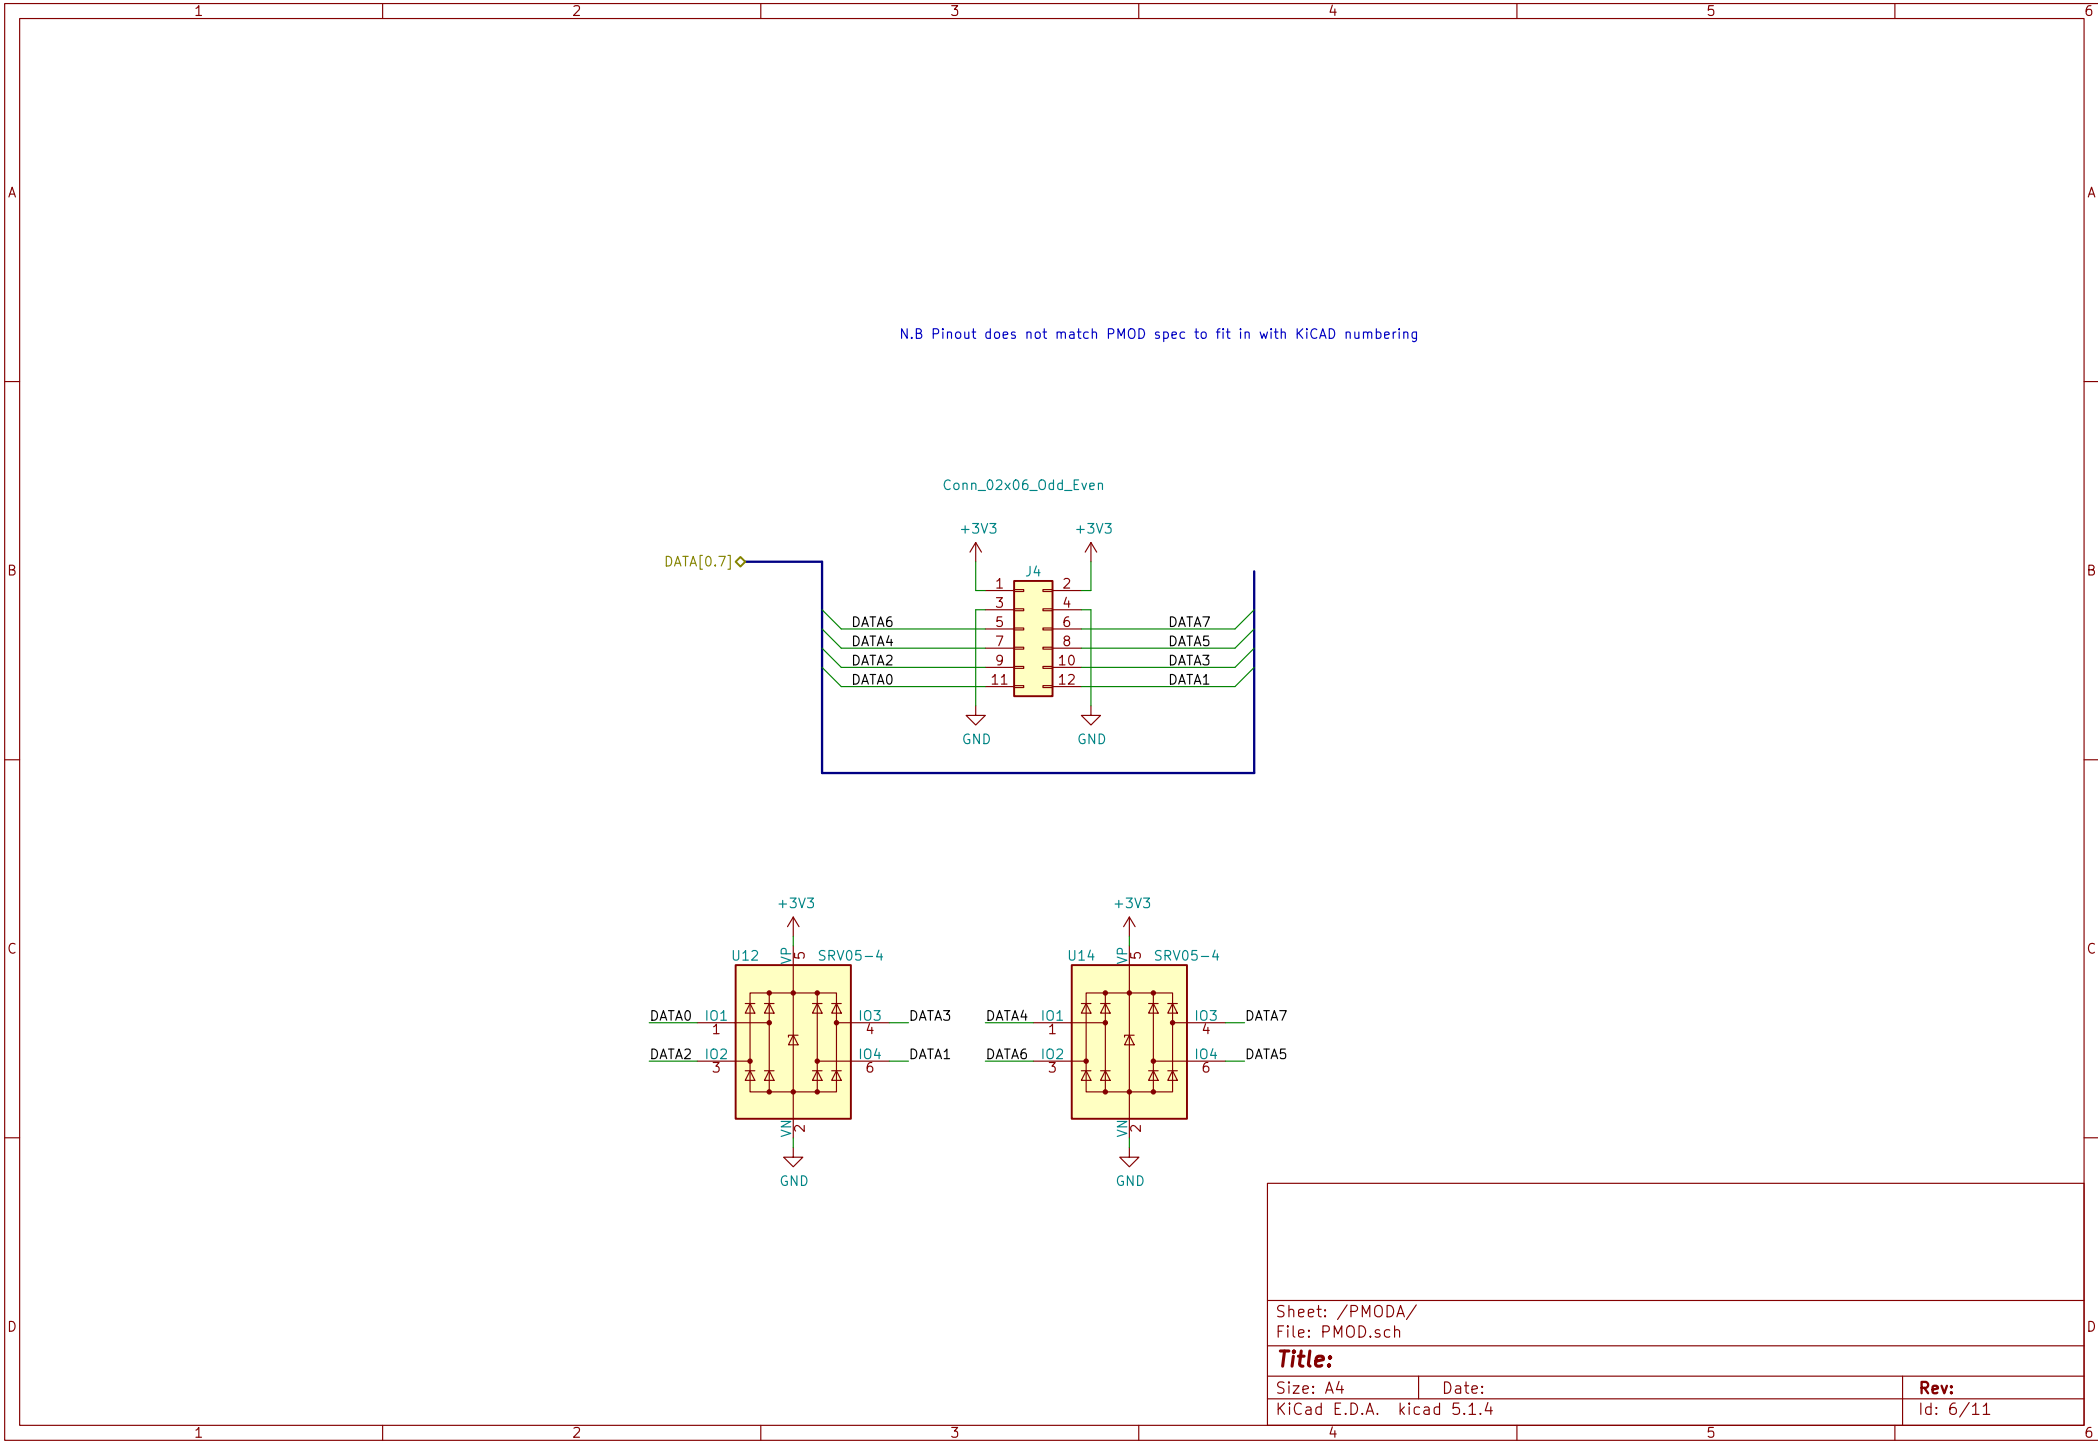 1 2 3 4 5 6
A A
N.B Pinout does not match PMOD spec to fit in with KiCAD numbering
Conn_02x06_Odd_Even
+3V3 +3V3
DATA[0.7]
B B
J4
1 2
3 4
DATA6 5 6 DATA7
DATA4 7 8 DATA5
DATA2 9 10 DATA3
DATA0 11 12 DATA1
GND GND
+3V3 +3V3
C C
U12 VP 5 SRV05-4 U14 VP 5 SRV05-4
DATA0 IO1 1 IO3 4 DATA3 DATA4 IO1 1 IO3 4 DATA7
DATA2 IO2 3 IO4 6 DATA1 DATA6 IO2 3 IO4 6 DATA5
VN 2 VN 2
GND GND
D D
Sheet: /PMODA/
File: PMOD.sch
Title:
Size: A4 Date: Rev:
KiCad E.D.A. kicad 5.1.4 Id: 6/11
1 2 3 4 5 6